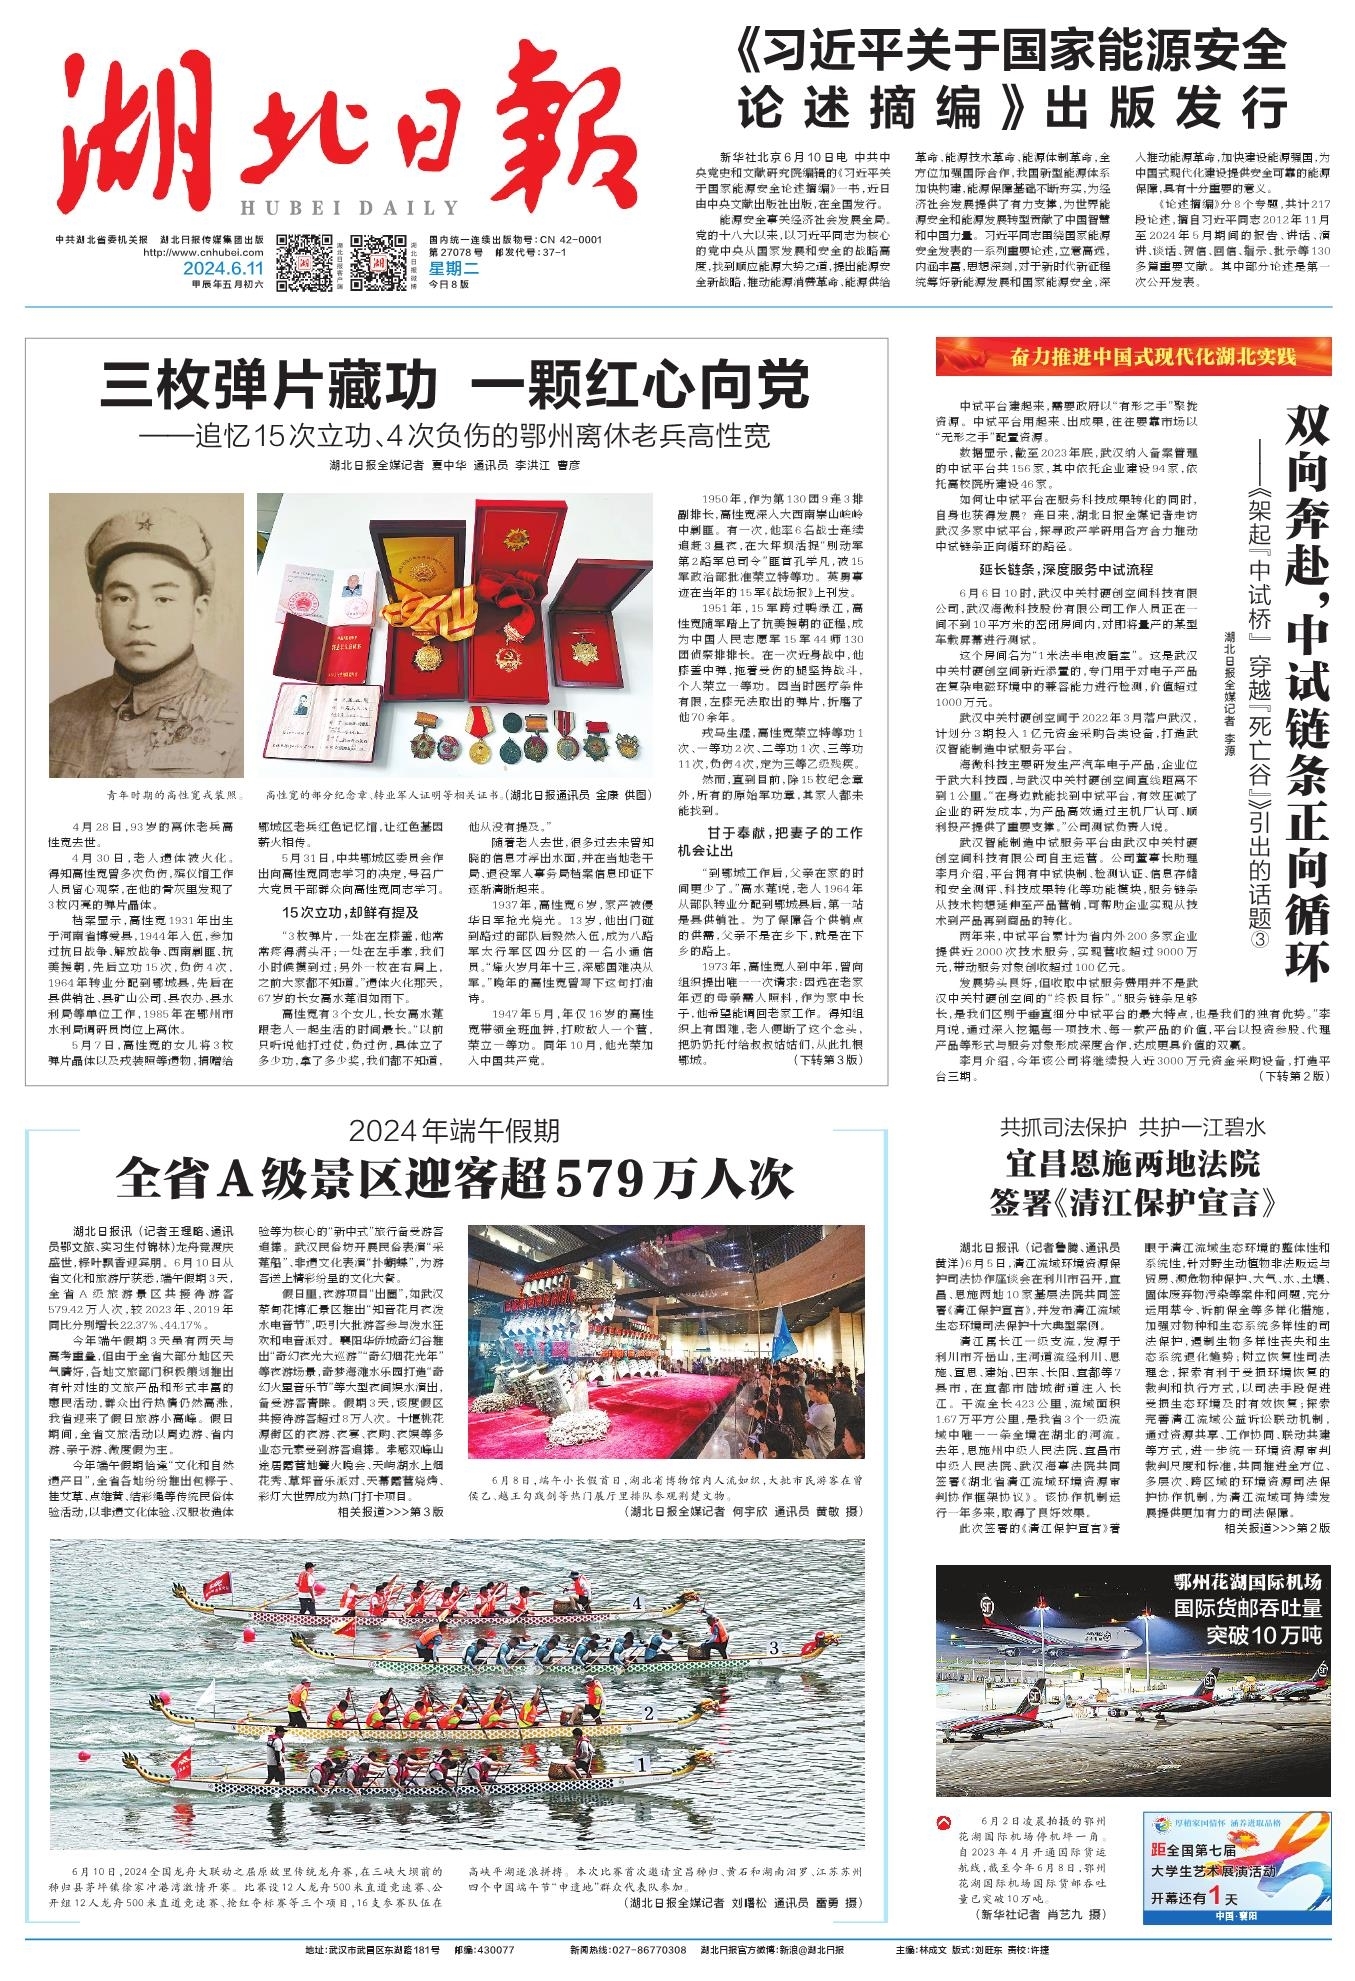 湖北日報
HUBEI DAILY
中共湖北省委机关报 湖北日报传媒集团出版
http://www.cnhubei.com
2024.6.11
甲辰年五月初六
湖北日报客户端
湖北日报微博
国内统一连续出版物号:CN 42-0001
第27078号 邮发代号:37-1
星期二
今日8版
《习近平关于国家能源安全
论述摘编》出版发行
新华社北京6月10日电 中共中
央党史和文献研究院编辑的《习近平关
于国家能源安全论述摘编》一书,近日
由中央文献出版社出版,在全国发行。
能源安全事关经济社会发展全局。
党的十八大以来,以习近平同志为核心
的党中央从国家发展和安全的战略高
度,找到顺应能源大势之道,提出能源安
全新战略,推动能源消费革命、能源供给
革命、能源技术革命、能源体制革命,全
方位加强国际合作,我国新型能源体系
加快构建,能源保障基础不断夯实,为经
济社会发展提供了有力支撑,为世界能
源安全和能源发展转型贡献了中国智慧
和中国力量。习近平同志围绕国家能源
安全发表的一系列重要论述,立意高远,
内涵丰富,思想深刻,对于新时代新征程
统筹好新能源发展和国家能源安全,深
入推动能源革命,加快建设能源强国,为
中国式现代化建设提供安全可靠的能源
保障,具有十分重要的意义。
《论述摘编》分8个专题,共计217
段论述,摘自习近平同志2012年11月
至2024年5月期间的报告、讲话、演
讲、谈话、贺信、回信、指示、批示等130
多篇重要文献。其中部分论述是第一
次公开发表。
三枚弹片藏功 一颗红心向党
——追忆15次立功、4次负伤的鄂州离休老兵高性宽
湖北日报全媒记者 夏中华 通讯员 李洪江 曹彦
青年时期的高性宽戎装照。
高性宽的部分纪念章、转业军人证明等相关证书。(湖北日报通讯员 金康 供图)
4月28日,93岁的离休老兵高
性宽去世。
4月30日,老人遗体被火化。
得知高性宽曾多次负伤,殡仪馆工作
人员留心观察,在他的骨灰里发现了
3枚闪亮的弹片晶体。
档案显示,高性宽1931年出生
于河南省博爱县,1944年入伍,参加
过抗日战争、解放战争、西南剿匪、抗
美援朝,先后立功15次,负伤4次,
1964年转业分配到鄂城县,先后在
县供销社、县矿山公司、县农办、县水
利局等单位工作,1985年在鄂州市
水利局调研员岗位上离休。
5月7日,高性宽的女儿将3枚
弹片晶体以及戎装照等遗物,捐赠给
鄂城区老兵红色记忆馆,让红色基因
薪火相传。
5月31日,中共鄂城区委员会作
出向高性宽同志学习的决定,号召广
大党员干部群众向高性宽同志学习。
15次立功,却鲜有提及
“3枚弹片,一处在左膝盖,他常
常疼得满头汗;一处在左手掌,我们
小时候摸到过;另外一枚在右肩上,
之前大家都不知道。”遗体火化那天,
67岁的长女高水莲泪如雨下。
高性宽有3个女儿,长女高水莲
跟老人一起生活的时间最长。“以前
只听说他打过仗,负过伤,具体立了
多少功,拿了多少奖,我们都不知道,
他从没有提及。”
随着老人去世,很多过去未曾知
晓的信息才浮出水面,并在当地老干
局、退役军人事务局档案信息印证下
逐渐清晰起来。
1937年,高性宽6岁,家产被侵
华日军抢光烧光。13岁,他出门碰
到路过的部队后毅然入伍,成为八路
军太行军区四分区的一名小通信
员。“烽火岁月年十三,深感国难决从
军。”晚年的高性宽曾写下这句打油
诗。
1947年5月,年仅16岁的高性
宽带领全班血拼,打败敌人一个营,
荣立一等功。同年10月,他光荣加
入中国共产党。
1950年,作为第130团9连3排
副排长,高性宽深入大西南崇山峻岭
中剿匪。有一次,他率6名战士连续
追赶3昼夜,在大坪坝活捉“别动军
第2路军总司令”匪首孔学凡,被15
军政治部批准荣立特等功。英勇事
迹在当年的15军《战场报》上刊发。
1951年,15军跨过鸭绿江,高
性宽随军踏上了抗美援朝的征程,成
为中国人民志愿军15军44师130
团侦察排排长。在一次近身战中,他
膝盖中弹,拖着受伤的腿坚持战斗,
个人荣立一等功。因当时医疗条件
有限,左膝无法取出的弹片,折磨了
他70余年。
戎马生涯,高性宽荣立特等功1
次、一等功2次、二等功1次、三等功
11次,负伤4次,定为三等乙级残疾。
然而,直到目前,除15枚纪念章
外,所有的原始军功章,其家人都未
能找到。
甘于奉献,把妻子的工作
机会让出
“到鄂城工作后,父亲在家的时
间更少了。”高水莲说,老人1964年
从部队转业分配到鄂城县后,第一站
是县供销社。为了保障各个供销点
的供需,父亲不是在乡下,就是在下
乡的路上。
1973年,高性宽人到中年,曾向
组织提出唯一一次请求:因远在老家
年迈的母亲需人照料,作为家中长
子,他希望能调回老家工作。得知组
织上有困难,老人便断了这个念头,
把奶奶托付给叔叔姑姑们,从此扎根
鄂城。 (下转第3版)
奋力推进中国式现代化湖北实践
双向奔赴,中试链条正向循环
——《架起『中试桥』 穿越『死亡谷』》引出的话题③
湖北日报全媒记者 李源
中试平台建起来,需要政府以“有形之手”聚拢
资源。中试平台用起来、出成果,往往要靠市场以
“无形之手”配置资源。
数据显示,截至2023年底,武汉纳入备案管理
的中试平台共156家,其中依托企业建设94家,依
托高校院所建设46家。
如何让中试平台在服务科技成果转化的同时,
自身也获得发展?连日来,湖北日报全媒记者走访
武汉多家中试平台,探寻政产学研用各方合力推动
中试链条正向循环的路径。
延长链条,深度服务中试流程
6月6日10时,武汉中关村硬创空间科技有限
公司,武汉海微科技股份有限公司工作人员正在一
间不到10平方米的密闭房间内,对即将量产的某型
车载屏幕进行测试。
这个房间名为“1米法半电波暗室”。这是武汉
中关村硬创空间新近添置的,专门用于对电子产品
在复杂电磁环境中的兼容能力进行检测,价值超过
1000万元。
武汉中关村硬创空间于2022年3月落户武汉,
计划分3期投入1亿元资金采购各类设备,打造武
汉智能制造中试服务平台。
海微科技主要研发生产汽车电子产品,企业位
于武大科技园,与武汉中关村硬创空间直线距离不
到1公里。“在身边就能找到中试平台,有效压减了
企业的研发成本,为产品高效通过主机厂认可、顺
利投产提供了重要支撑。”公司测试负责人说。
武汉智能制造中试服务平台由武汉中关村硬
创空间科技有限公司自主运营。公司董事长助理
李月介绍,平台拥有中试快制、检测认证、信息存储
和安全测评、科技成果转化等功能模块,服务链条
从技术构想延伸至产品营销,可帮助企业实现从技
术到产品再到商品的转化。
两年来,中试平台累计为省内外200多家企业
提供近2000次技术服务,实现营收超过9000万
元,带动服务对象创收超过100亿元。
发展势头良好,但收取中试服务费用并不是武
汉中关村硬创空间的“终极目标”。“服务链条足够
长,是我们区别于垂直细分中试平台的最大特点,也是我们的独有优势。”李
月说,通过深入挖掘每一项技术、每一款产品的价值,平台以投资参股、代理
产品等形式与服务对象形成深度合作,达成更具价值的双赢。
李月介绍,今年该公司将继续投入近3000万元资金采购设备,打造平
台三期。 (下转第2版)
2024年端午假期
全省A级景区迎客超579万人次
湖北日报讯(记者王理略、通讯
员鄂文旅、实习生付锦林)龙舟竞渡庆
盛世,粽叶飘香迎宾朋。6月10日从
省文化和旅游厅获悉,端午假期3天,
全省A级旅游景区共接待游客
579.42万人次,较2023年、2019年
同比分别增长22.37%、44.17%。
今年端午假期3天虽有两天与
高考重叠,但由于全省大部分地区天
气晴好,各地文旅部门积极策划推出
有针对性的文旅产品和形式丰富的
惠民活动,群众出行热情仍然高涨,
我省迎来了假日旅游小高峰。假日
期间,全省文旅活动以周边游、省内
游、亲子游、微度假为主。
今年端午假期恰逢“文化和自然
遗产日”,全省各地纷纷推出包粽子、
挂艾草、点雄黄、结彩绳等传统民俗体
验活动,以非遗文化体验、汉服妆造体
验等为核心的“新中式”旅行备受游客
追捧。武汉民俗坊开展民俗表演“采
莲船”、非遗文化表演“扑蝴蝶”,为游
客送上精彩纷呈的文化大餐。
假日里,夜游项目“出圈”,如武汉
蔡甸花博汇景区推出“知音花月夜泼
水电音节”,吸引大批游客参与泼水狂
欢和电音派对。襄阳华侨城奇幻谷推
出“奇幻夜光大巡游”“奇幻烟花光年”
等夜游场景,奇梦海滩水乐园打造“奇
幻火里音乐节”等大型夜间娱水演出,
备受游客青睐。假期3天,该度假区
共接待游客超过8万人次。十堰桃花
源街区的夜游、夜宴、夜购、夜娱等多
业态元素受到游客追捧。孝感双峰山
途居露营地篝火晚会、天屿湖水上烟
花秀、草坪音乐派对、天幕露营烧烤、
彩灯大世界成为热门打卡项目。
相关报道>>>第3版
6月8日,端午小长假首日,湖北省博物馆内人流如织,大批市民游客在曾
侯乙、越王勾践剑等热门展厅里排队参观荆楚文物。
(湖北日报全媒记者 何宇欣 通讯员 黄敬 摄)
4
3
2
1
6月10日,2024全国龙舟大联动之屈原故里传统龙舟赛,在三峡大坝前的
秭归县茅坪镇徐家冲港湾激情开赛。比赛设12人龙舟500米直道竞速赛、公
开组12人龙舟500米直道竞速赛、抢红夺标赛等三个项目,16支参赛队伍在
高峡平湖逐浪拼搏。本次比赛首次邀请宜昌秭归、黄石和湖南汨罗、江苏苏州
四个中国端午节“申遗地”群众代表队参加。
(湖北日报全媒记者 刘曙松 通讯员 雷勇 摄)
共抓司法保护 共护一江碧水
宜昌恩施两地法院
签署《清江保护宣言》
湖北日报讯(记者鲁腾、通讯员
黄洋)6月5日,清江流域环境资源保
护司法协作座谈会在利川市召开,宜
昌、恩施两地10家基层法院共同签
署《清江保护宣言》,并发布清江流域
生态环境司法保护十大典型案例。
清江属长江一级支流,发源于
利川市齐岳山,主河道流经利川、恩
施、宣恩、建始、巴东、长阳、宜都等7
县市,在宜都市陆城街道注入长
江。干流全长423公里,流域面积
1.67万平方公里,是我省3个一级流
域中唯一一条全境在湖北的河流。
去年,恩施州中级人民法院、宜昌市
中级人民法院、武汉海事法院共同
签署《湖北省清江流域环境资源审
判协作框架协议》。该协作机制运
行一年多来,取得了良好效果。
此次签署的《清江保护宣言》着
眼于清江流域生态环境的整体性和
系统性,针对野生动植物非法贩运与
贸易、濒危物种保护、大气、水、土壤、
固体废弃物污染等案件和问题,充分
运用禁令、诉前保全等多样化措施,
加强对物种和生态系统多样性的司
法保护,遏制生物多样性丧失和生
态系统退化趋势;树立恢复性司法
理念,探索有利于受损环境恢复的
裁判和执行方式,以司法手段促进
受损生态环境及时有效恢复;探索
完善清江流域公益诉讼联动机制,
通过资源共享、工作协同、联动共建
等方式,进一步统一环境资源审判
裁判尺度和标准,共同推进全方位、
多层次、跨区域的环境资源司法保
护协作机制,为清江流域可持续发
展提供更加有力的司法保障。
相关报道>>>第2版
鄂州花湖国际机场
国际货邮吞吐量
突破10万吨
6月2日凌晨拍摄的鄂州
花湖国际机场停机坪一角。
自2023年4月开通国际货运
航线,截至今年6月8日,鄂州
花湖国际机场国际货邮吞吐
量已突破10万吨。
(新华社记者 肖艺九 摄)
厚植家国情怀 涵养进取品格
距全国第七届
大学生艺术展演活动
开幕还有1天
中国·襄阳
地址:武汉市武昌区东湖路181号 邮编:430077 新闻热线:027-86770308 湖北日报官方微博:新浪@湖北日报 主编:林成文 版式:刘旺东 责校:许捷